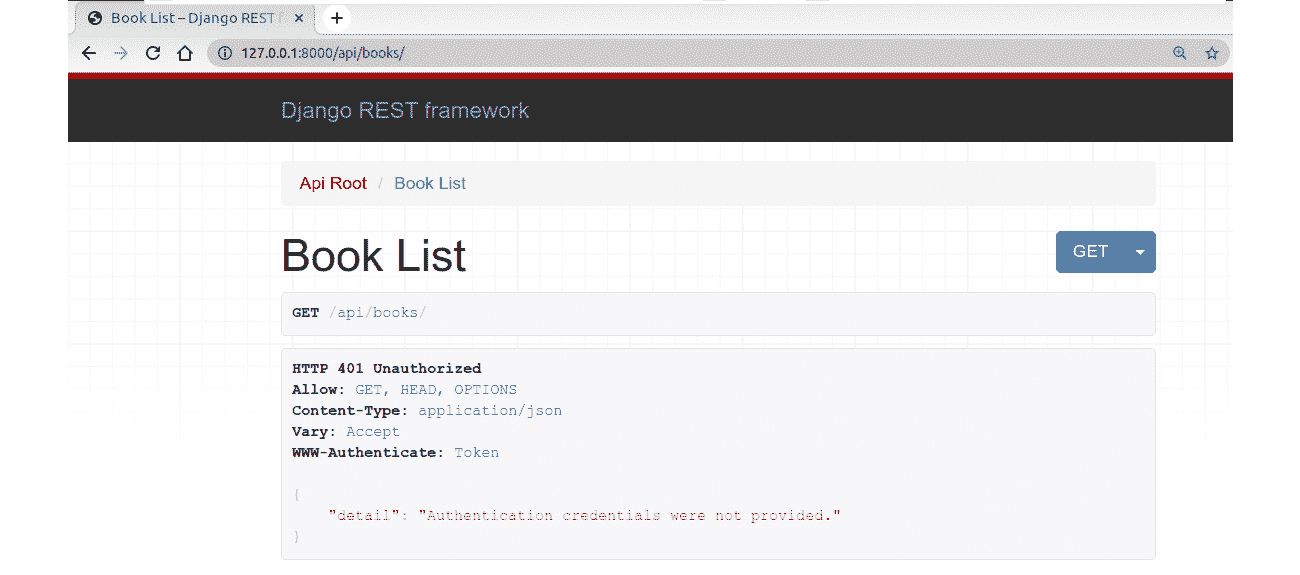 Book List – Django REST f
127.0.0.1:8000/api/books/
Django REST framework
Api Root / Book List
Book List
GET
GET /api/books/
HTTP 401 Unauthorized
Allow: GET, HEAD, OPTIONS
Content-Type: application/json
Vary: Accept
WWW-Authenticate: Token
{
"detail": "Authentication credentials were not provided."
}